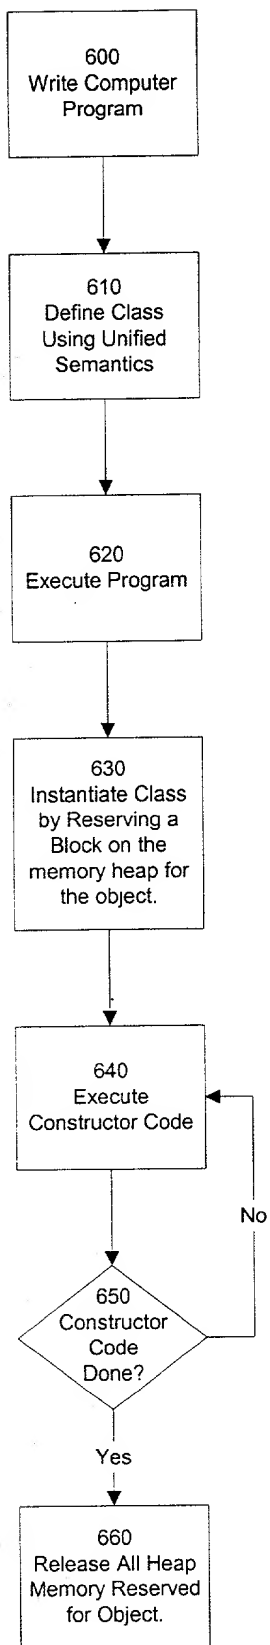 600
Write Computer
Program
610
Define Class
Using Unified
Semantics
620
Execute Program
630
Instantiate Class
by Reserving a
Block on the
memory heap for
the object.
640
Execute
Constructor Code
No
650
Constructor
Code
Done?
Yes
660
Release All Heap
Memory Reserved
for Object.